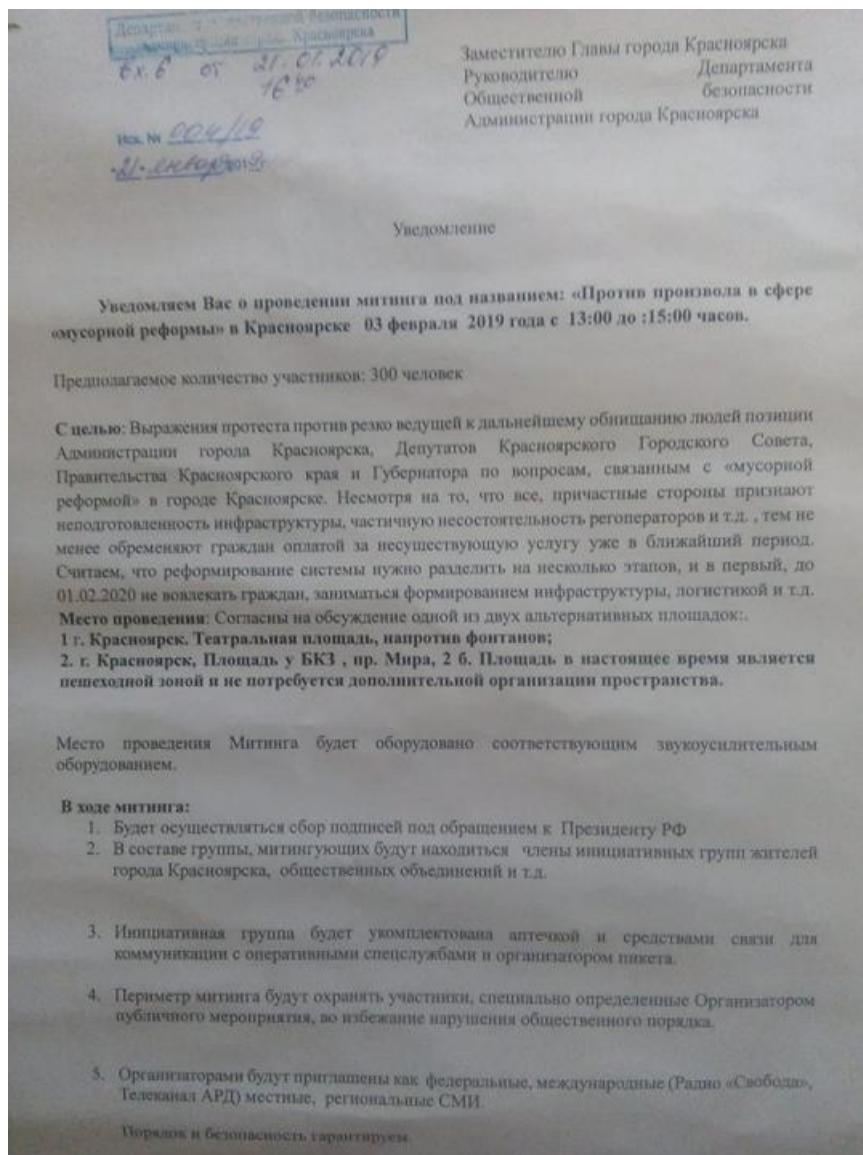 Департамент общественной безопасности
администрации города Красноярска
Вх. 6 от 21.01.2019
16 40
Исх. № 004/19
«21» января 2019г.
Заместителю Главы города Красноярска
Руководителю Департамента
Общественной безопасности
Администрации города Красноярска
Уведомление
Уведомляем Вас о проведении митинга под названием: «Против произвола в сфере
«мусорной реформы» в Красноярске 03 февраля 2019 года с 13:00 до :15:00 часов.
Предполагаемое количество участников: 300 человек
С целью: Выражения протеста против резко ведущей к дальнейшему обнищанию людей позиции
Администрации города Красноярска, Депутатов Красноярского Городского Совета,
Правительства Красноярского края и Губернатора по вопросам, связанным с «мусорной
реформой» в городе Красноярске. Несмотря на то, что все, причастные стороны признают
неподготовленность инфраструктуры, частичную несостоятельность регоператоров и т.д. , тем не
менее обременяют граждан оплатой за несуществующую услугу уже в ближайший период.
Считаем, что реформирование системы нужно разделить на несколько этапов, и в первый, до
01.02.2020 не вовлекать граждан, заниматься формированием инфраструктуры, логистикой и т.д.
Место проведения: Согласны на обсуждение одной из двух альтернативных площадок:.
1 г. Красноярск. Театральная площадь, напротив фонтанов;
2. г. Красноярск, Площадь у БКЗ , пр. Мира, 2 б. Площадь в настоящее время является
пешеходной зоной и не потребуется дополнительной организации пространства.
Место проведения Митинга будет оборудовано соответствующим звукоусилительным
оборудованием.
В ходе митинга:
1. Будет осуществляться сбор подписей под обращением к Президенту РФ
2. В составе группы, митингующих будут находиться члены инициативных групп жителей
города Красноярска, общественных объединений и т.д.
3. Инициативная группа будет укомплектована аптечкой и средствами связи для
коммуникации с оперативными спецслужбами и организатором пикета.
4. Периметр митинга будут охранять участники, специально определенные Организатором
публичного мероприятия, во избежание нарушения общественного порядка.
5. Организаторами будут приглашены как федеральные, международные (Радио «Свобода»,
Телеканал АРД) местные, региональные СМИ.
Порядок и безопасность гарантируем.